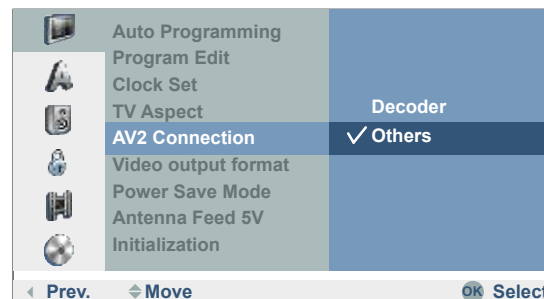 Auto Programming
Program Edit
Clock Set
TV Aspect
AV2 Connection
Video output format
Power Save Mode
Antenna Feed 5V
Initialization
Decoder
Others
Prev. Move OK Select